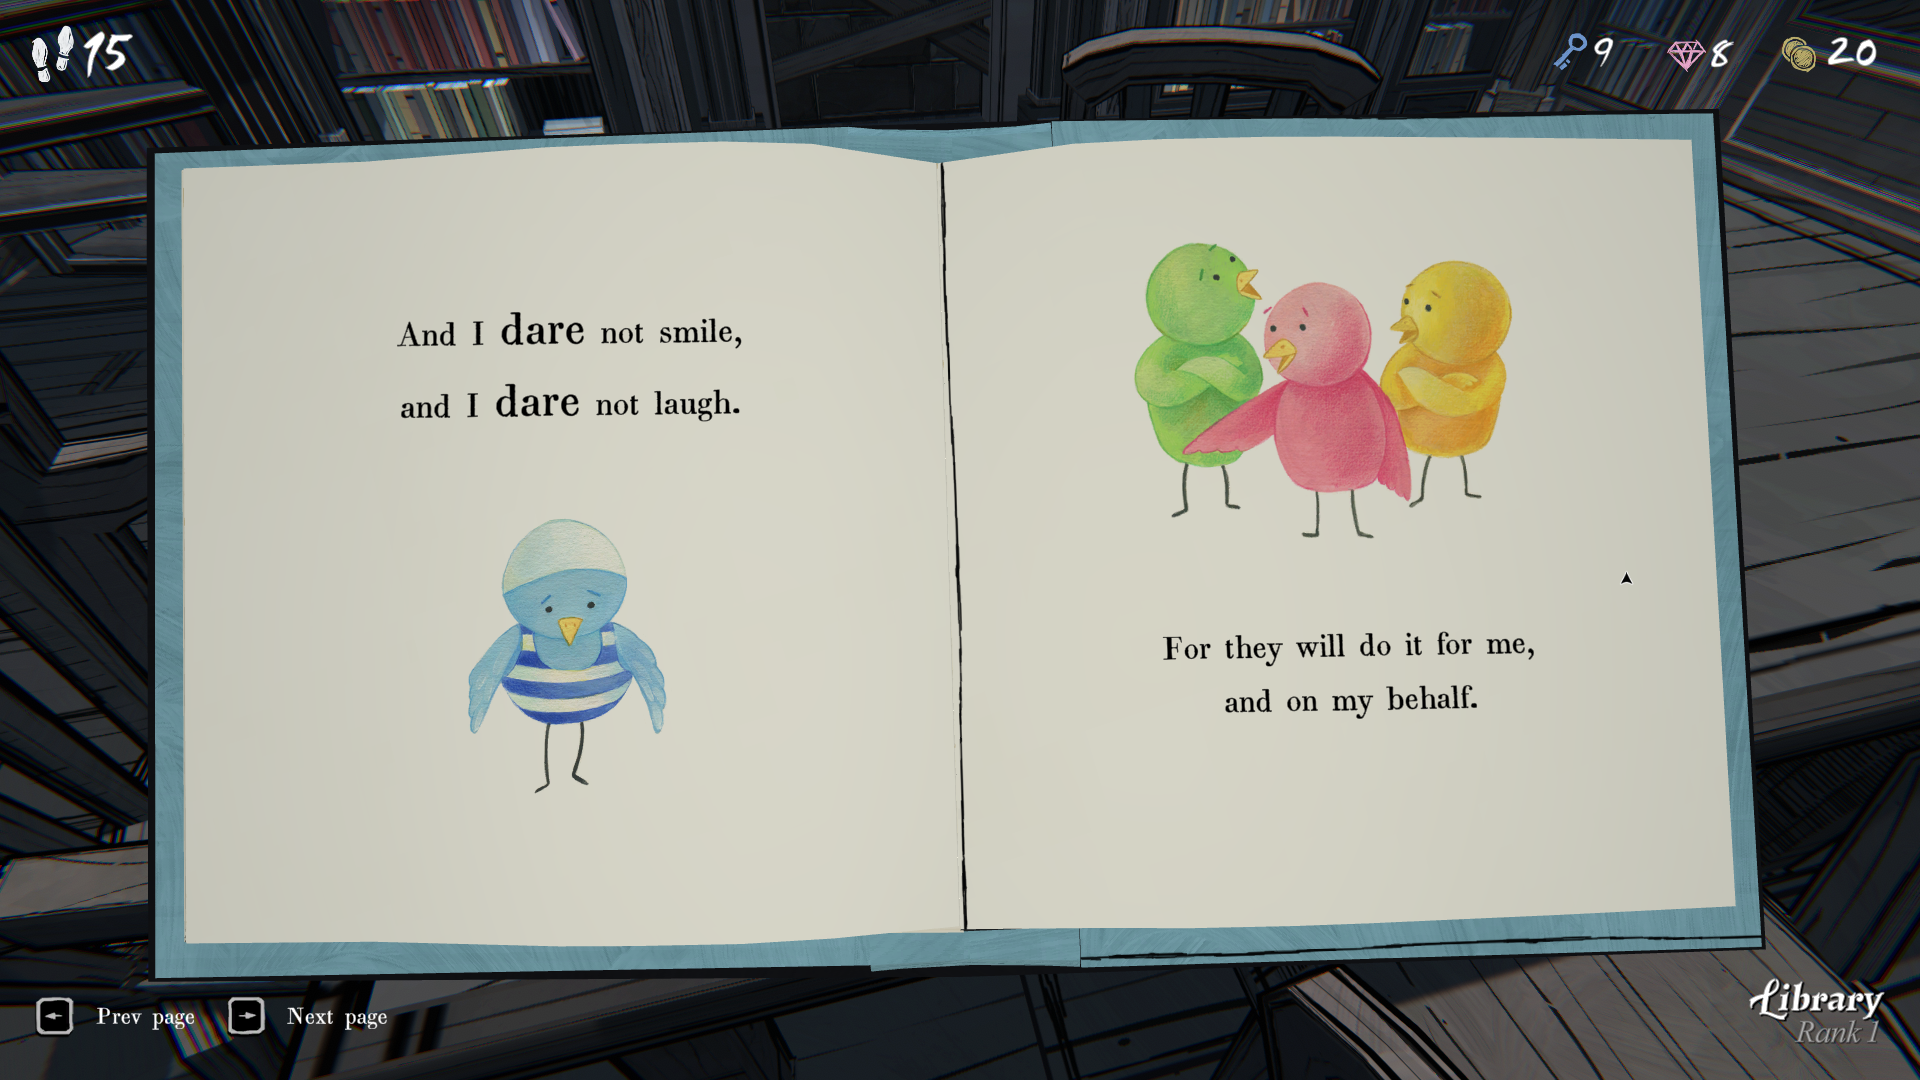 15
9
8
20
And I dare not smile,
and I dare not laugh.
For they will do it for me,
and on my behalf.
Prev page
Next page
Library
Rank 1